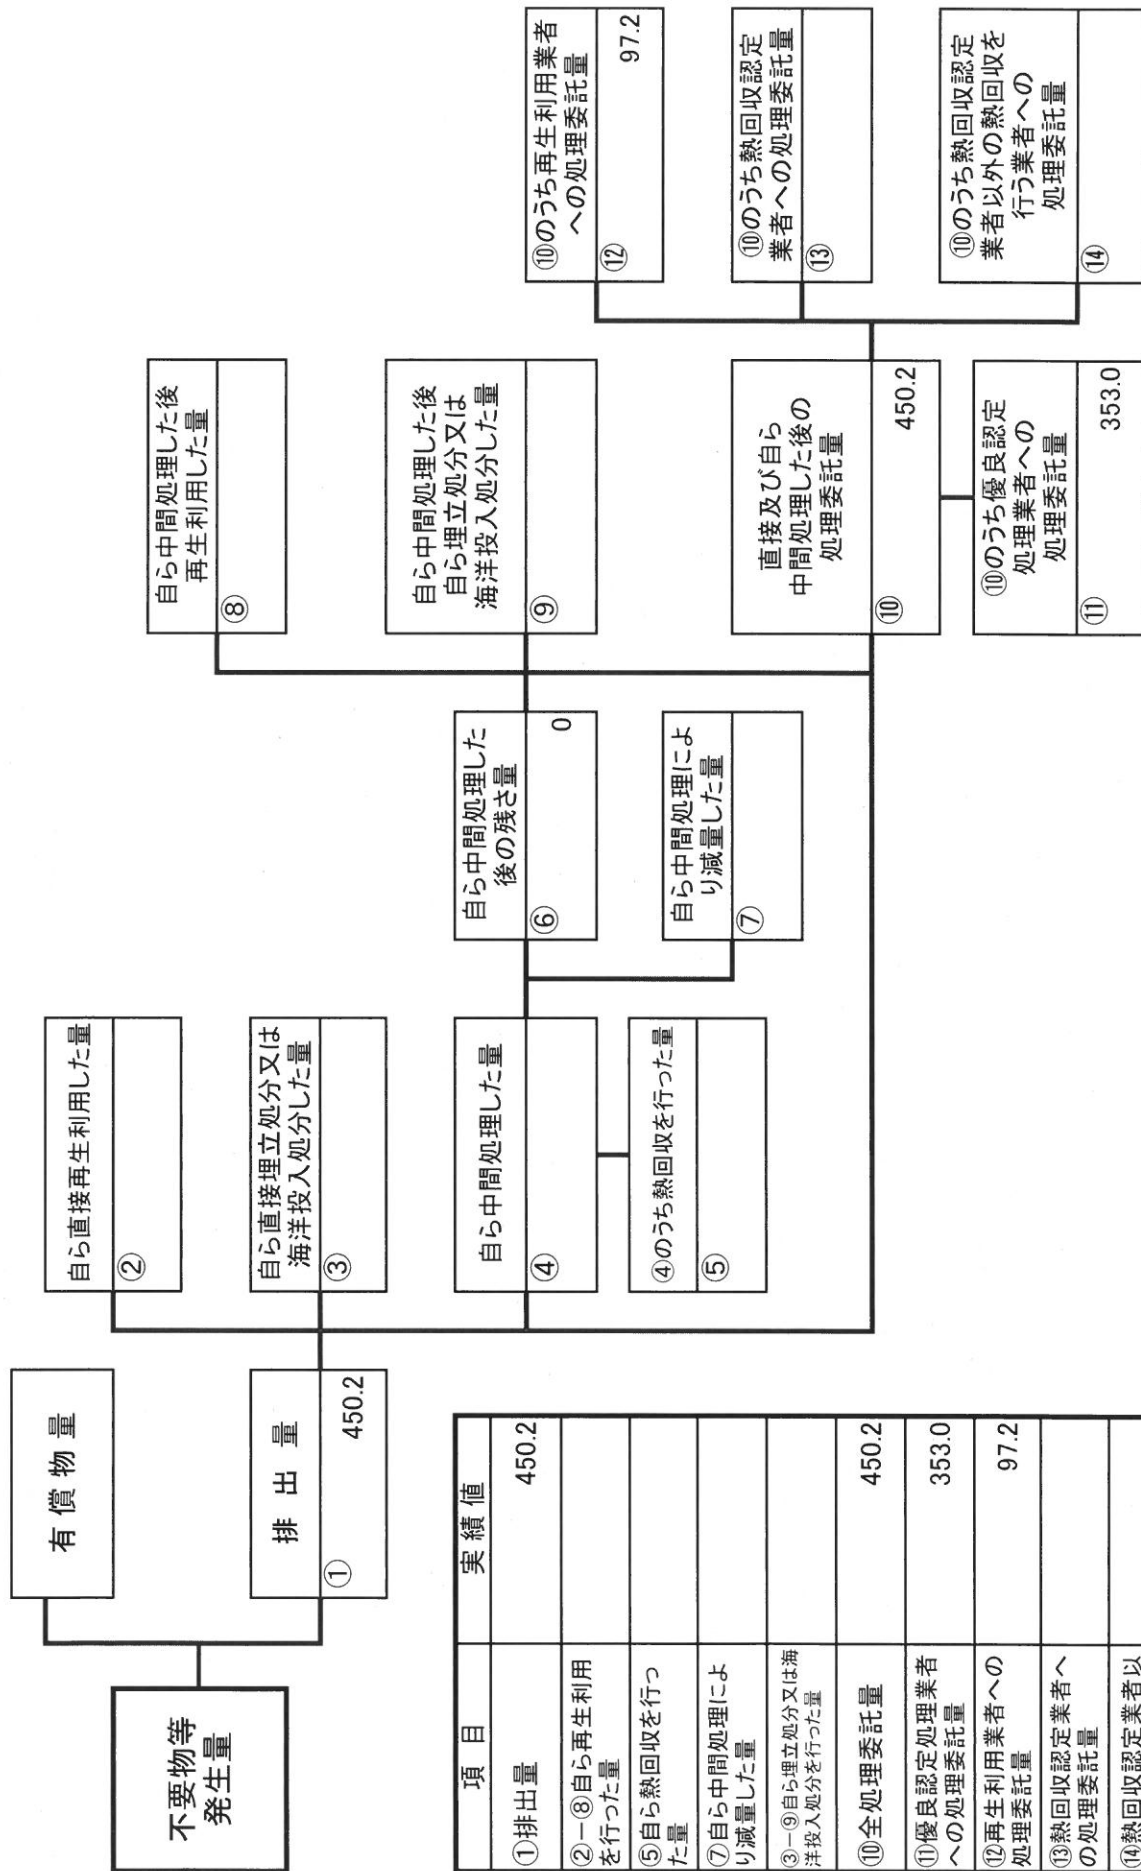 不要物等
発生量
有償物量
排出量
①
450.2
自ら直接再生利用した量
②
自ら直接埋立処分又は
海洋投入処分した量
③
自ら中間処理した量
④
④のうち熱回収を行った量
⑤
自ら中間処理した
後の残さ量
⑥
0
自ら中間処理によ
り減量した量
⑦
自ら中間処理した後
再生利用した量
⑧
自ら中間処理した後
自ら埋立処分又は
海洋投入処分した量
⑨
直接及び自ら
中間処理した後の
処理委託量
⑩
450.2
⑩のうち優良認定
処理業者への
処理委託量
⑪
353.0
⑩のうち再生利用業者
への処理委託量
⑫
97.2
⑩のうち熱回収認定
業者への処理委託量
⑬
⑩のうち熱回収認定
業者以外の熱回収を
行う業者への
処理委託量
⑭
項目
実績値
①排出量
450.2
②−⑧自ら再生利用
を行った量
⑤自ら熱回収を行っ
た量
⑦自ら中間処理によ
り減量した量
③−⑨自ら埋立処分又は海
洋投入処分を行った量
⑩全処理委託量
450.2
⑪優良認定処理業者
への処理委託量
353.0
⑫再生利用業者への
処理委託量
97.2
⑬熱回収認定業者へ
の処理委託量
⑭熱回収認定業者以